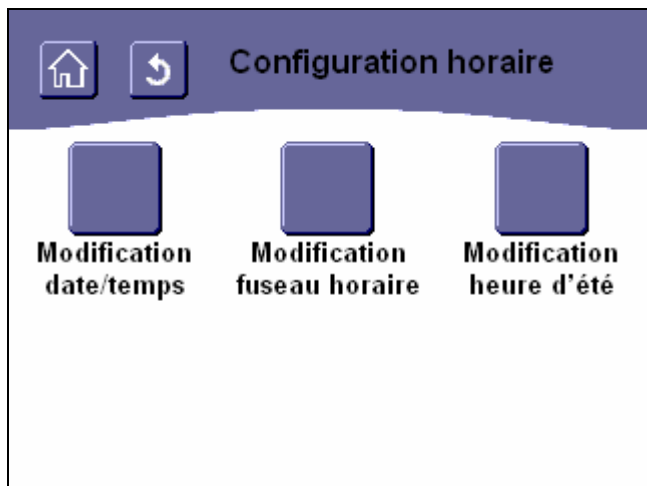 Configuration horaire
Modification
date/temps
Modification
fuseau horaire
Modification
heure d'été